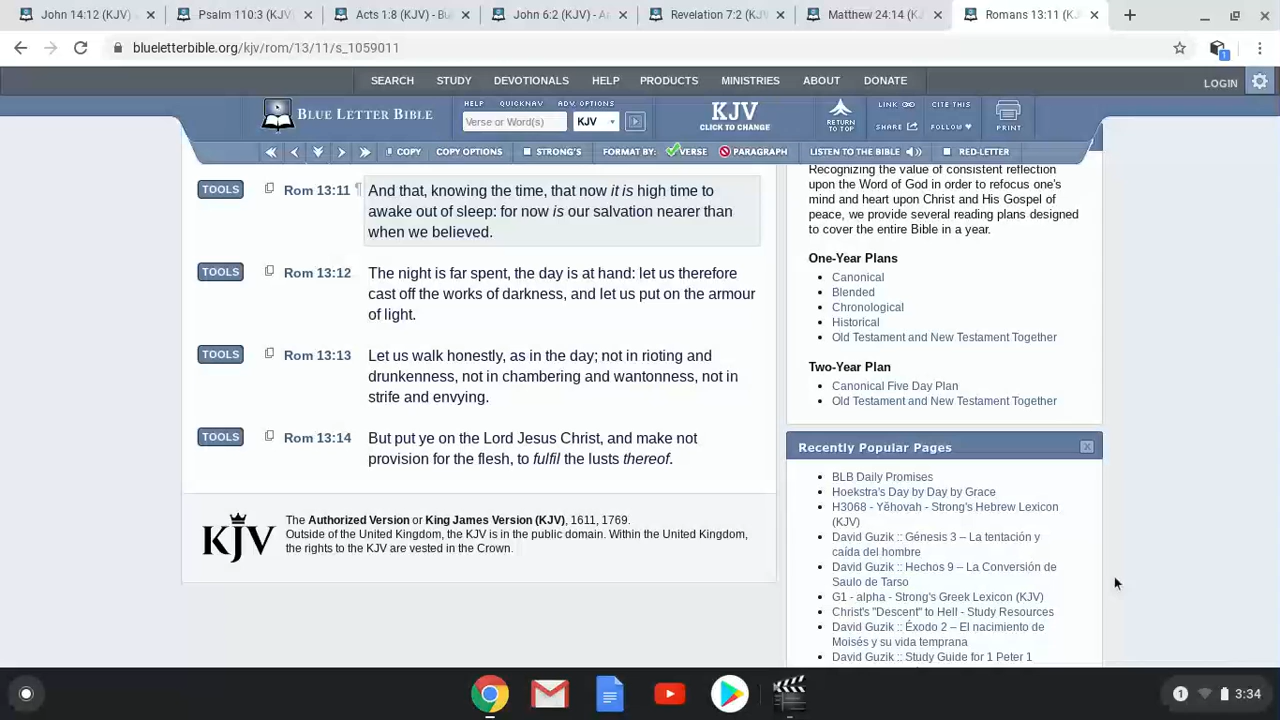 John 14:12 (KJV)
Psalm 110:3 (KJV)
Acts 1:8 (KJV) - Bl
John 6:2 (KJV) - A
Revelation 7:2 (KJV
Matthew 24:14 (KJ
Romans 13:11 (KJ
blueletterbible.org/kjv/rom/13/11/s_1059011
1
SEARCH STUDY DEVOTIONALS HELP PRODUCTS MINISTRIES ABOUT DONATE
LOGIN
BLUE LETTER BIBLE
HELP QUICKNAV ADV. OPTIONS
Verse or Word(s)
KJV
KJV
CLICK TO CHANGE
RETURN
TO TOP
LINK
CITE THIS
SHARE
FOLLOW
PRINT
COPY COPY OPTIONS STRONG'S FORMAT BY: VERSE PARAGRAPH LISTEN TO THE BIBLE RED-LETTER
TOOLS Rom 13:11 ¶ And that, knowing the time, that now it is high time to
awake out of sleep: for now is our salvation nearer than
when we believed.
TOOLS Rom 13:12 The night is far spent, the day is at hand: let us therefore
cast off the works of darkness, and let us put on the armour
of light.
TOOLS Rom 13:13 Let us walk honestly, as in the day; not in rioting and
drunkenness, not in chambering and wantonness, not in
strife and envying.
TOOLS Rom 13:14 But put ye on the Lord Jesus Christ, and make not
provision for the flesh, to fulfil the lusts thereof.
KJV
The Authorized Version or King James Version (KJV), 1611, 1769.
Outside of the United Kingdom, the KJV is in the public domain. Within the United Kingdom,
the rights to the KJV are vested in the Crown.
Recognizing the value of consistent reflection
upon the Word of God in order to refocus one's
mind and heart upon Christ and His Gospel of
peace, we provide several reading plans designed
to cover the entire Bible in a year.
One-Year Plans
Canonical
Blended
Chronological
Historical
Old Testament and New Testament Together
Two-Year Plan
Canonical Five Day Plan
Old Testament and New Testament Together
Recently Popular Pages
BLB Daily Promises
Hoekstra's Day by Day by Grace
H3068 - Yĕhovah - Strong's Hebrew Lexicon
(KJV)
David Guzik :: Génesis 3 – La tentación y
caída del hombre
David Guzik :: Hechos 9 – La Conversión de
Saulo de Tarso
G1 - alpha - Strong's Greek Lexicon (KJV)
Christ's "Descent" to Hell - Study Resources
David Guzik :: Éxodo 2 – El nacimiento de
Moisés y su vida temprana
David Guzik :: Study Guide for 1 Peter 1
1
3:34